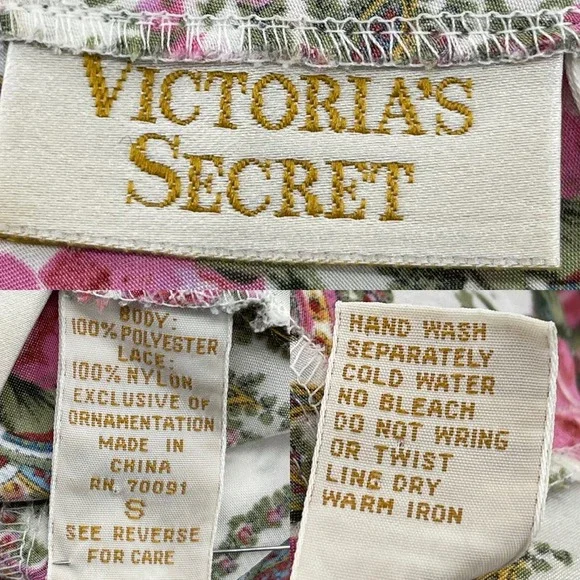 VICTORIA'S
SECRET
BODY:
100% POLYESTER
LACE:
100% NYLON
EXCLUSIVE OF
ORNAMENTATION
MADE IN
CHINA
RN 70091
S
SEE REVERSE
FOR CARE
HAND WASH
SEPARATELY
COLD WATER
NO BLEACH
DO NOT WRING
OR TWIST
LINE DRY
WARM IRON